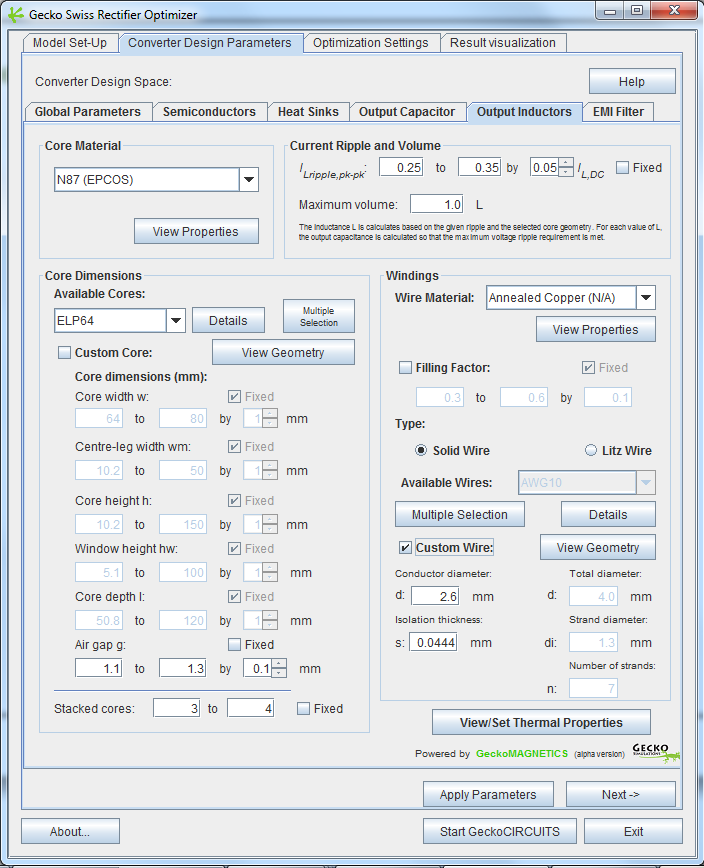 Gecko Swiss Rectifier Optimizer
Model Set-Up Converter Design Parameters Optimization Settings Result visualization
Converter Design Space: Help
Global Parameters Semiconductors Heat Sinks Output Capacitor Output Inductors EMI Filter
Core Material
N87 (EPCOS)
View Properties
Current Ripple and Volume
I Lripple,pk-pk: 0.25 to 0.35 by 0.05 I L,DC Fixed
Maximum volume: 1.0 L
The inductance L is calculates based on the given ripple and the selected core geometry. For each value of L,
the output capacitance is calculated so that the maximum voltage ripple requirement is met.
Core Dimensions
Available Cores:
ELP64 Details Multiple Selection
Custom Core: View Geometry
Core dimensions (mm):
Core width w: Fixed
64 to 80 by 1 mm
Centre-leg width wm: Fixed
10.2 to 50 by 1 mm
Core height h: Fixed
10.2 to 150 by 1 mm
Window height hw: Fixed
5.1 to 100 by 1 mm
Core depth l: Fixed
50.8 to 120 by 1 mm
Air gap g: Fixed
1.1 to 1.3 by 0.1 mm
Stacked cores: 3 to 4 Fixed
Windings
Wire Material: Annealed Copper (N/A)
View Properties
Filling Factor: Fixed
0.3 to 0.6 by 0.1
Type:
Solid Wire Litz Wire
Available Wires: AWG10
Multiple Selection Details
Custom Wire: View Geometry
Conductor diameter: Total diameter:
d: 2.6 mm d: 4.0 mm
Isolation thickness: Strand diameter:
s: 0.0444 mm di: 1.3 mm
Number of strands:
n: 7
View/Set Thermal Properties
Powered by GeckoMAGNETICS (alpha version) GECKO SIMULATIONS
Apply Parameters Next ->
About... Start GeckoCIRCUITS Exit